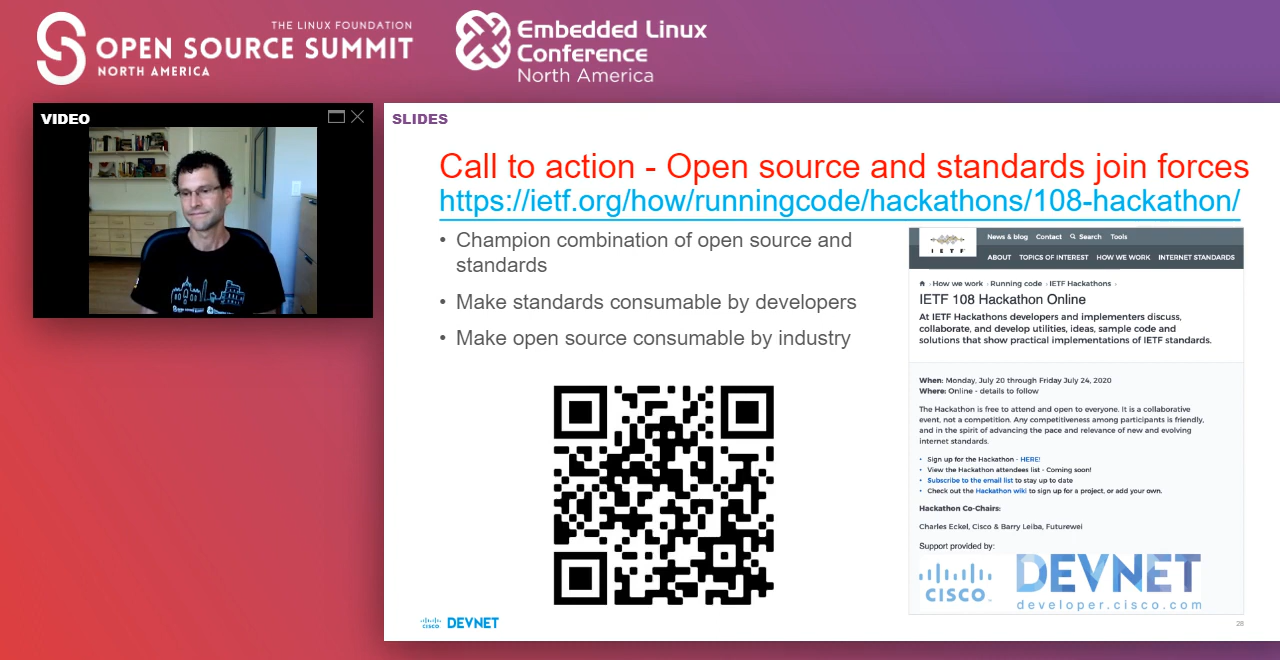 THE LINUX FOUNDATION
OPEN SOURCE SUMMIT
NORTH AMERICA
Embedded Linux
Conference
North America
VIDEO
SLIDES
Call to action - Open source and standards join forces
https://ietf.org/how/runningcode/hackathons/108-hackathon/
• Champion combination of open source and
standards
• Make standards consumable by developers
• Make open source consumable by industry
I E T F
News & blog Contact Search Tools
ABOUT TOPICS OF INTEREST HOW WE WORK INTERNET STANDARDS
› How we work › Running code › IETF Hackathons ›
IETF 108 Hackathon Online
At IETF Hackathons developers and implementers discuss,
collaborate, and develop utilities, ideas, sample code and
solutions that show practical implementations of IETF standards.
When: Monday, July 20 through Friday July 24, 2020
Where: Online - details to follow
The Hackathon is free to attend and open to everyone. It is a collaborative
event, not a competition. Any competitiveness among participants is friendly,
and in the spirit of advancing the pace and relevance of new and evolving
internet standards.
• Sign up for the Hackathon - HERE!
• View the Hackathon attendees list - Coming soon!
• Subscribe to the email list to stay up to date
• Check out the Hackathon wiki to sign up for a project, or add your own.
Hackathon Co-Chairs:
Charles Eckel, Cisco & Barry Leiba, Futurewei
Support provided by:
CISCO
DEVNET
developer.cisco.com
CISCO DEVNET
28